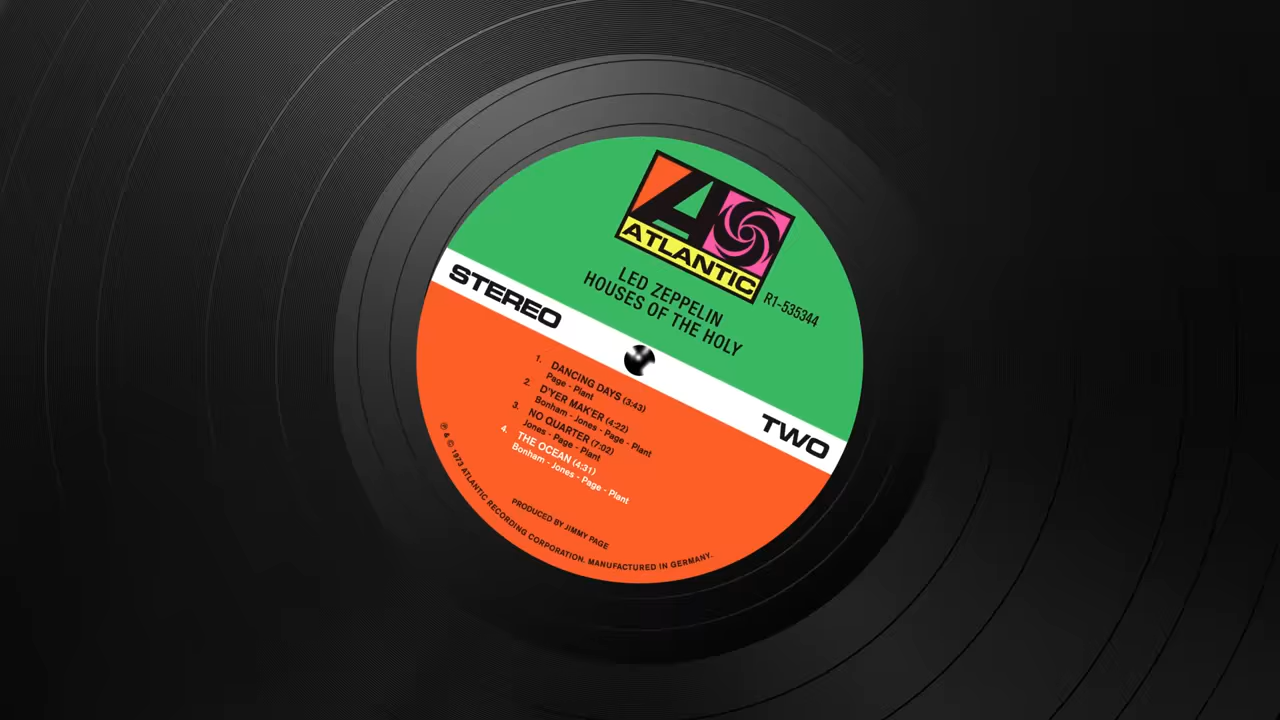 ATLANTIC
R1-535344
LED ZEPPELIN
HOUSES OF THE HOLY
STEREO
TWO
1. DANCING DAYS (3:43)
Page - Plant
2. D'YER MAK'ER (4:22)
Bonham - Jones - Page - Plant
3. NO QUARTER (7:02)
Jones - Page - Plant
4. THE OCEAN (4:31)
Bonham - Jones - Page - Plant
PRODUCED BY JIMMY PAGE
℗ & © 1973 ATLANTIC RECORDING CORPORATION. MANUFACTURED IN GERMANY.